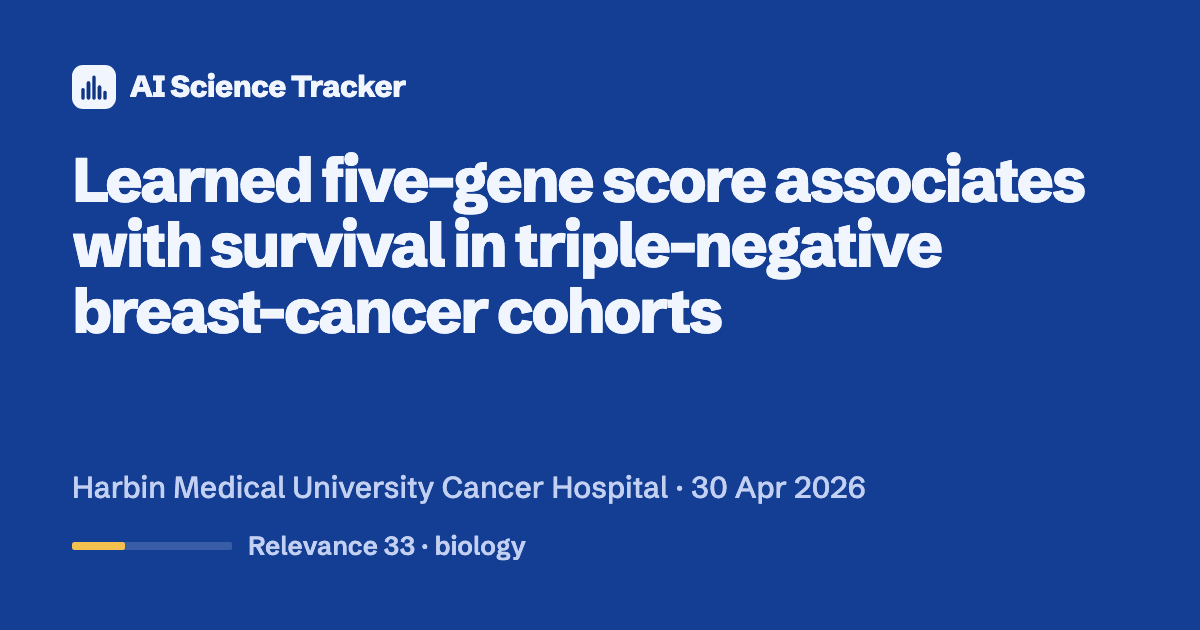 AI Science Tracker
Learned five-gene score associates
with survival in triple-negative
breast-cancer cohorts
Harbin Medical University Cancer Hospital · 30 Apr 2026
Relevance 33 · biology